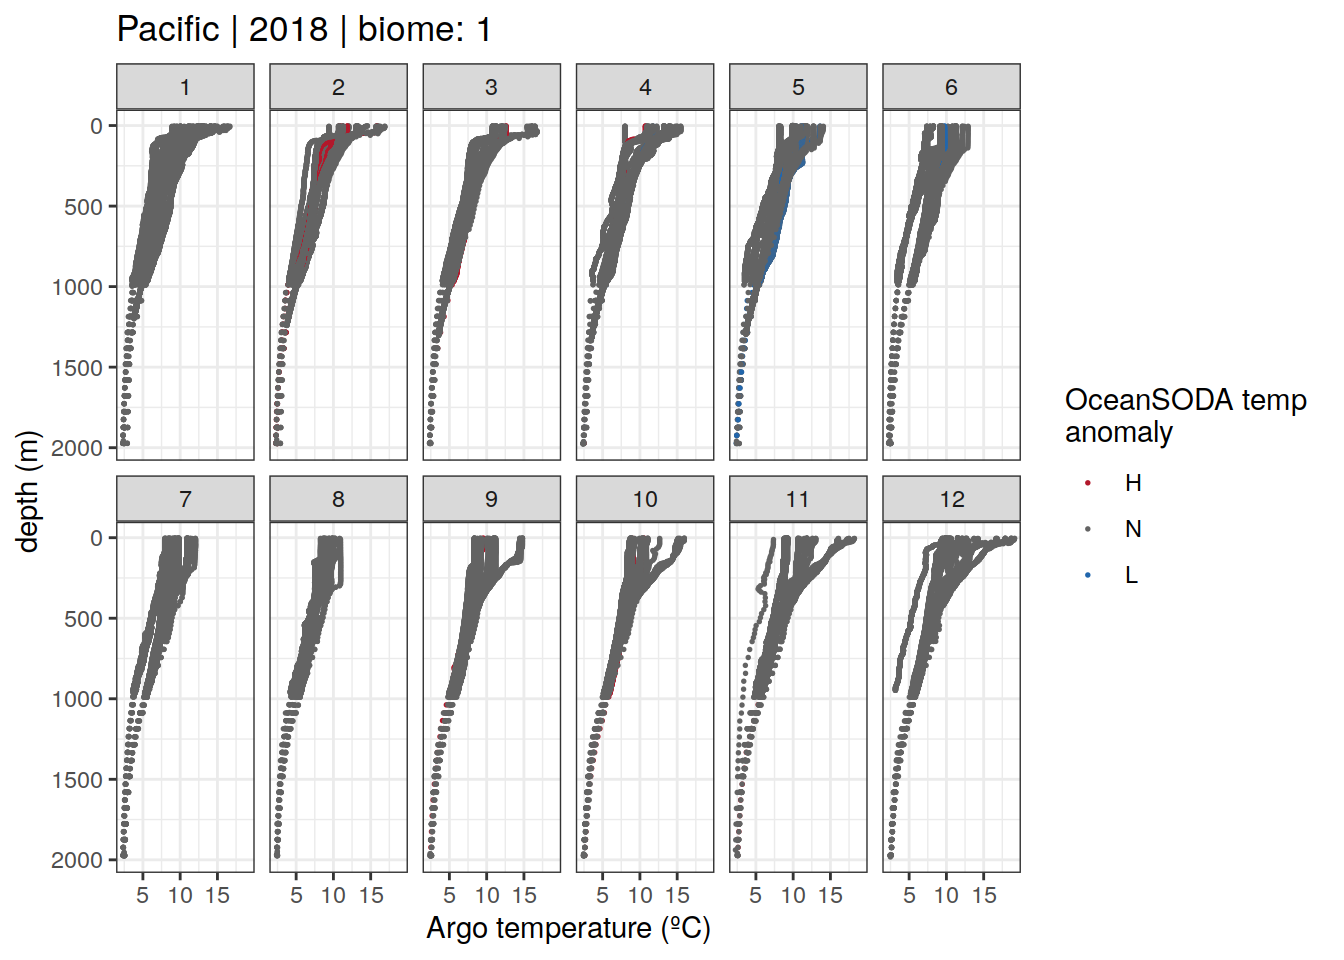 Pacific | 2018 | biome: 1
1 2 3 4 5 6
0
500
1000
1500
2000
7 8 9 10 11 12
0
500
1000
1500
2000
5 10 15 5 10 15 5 10 15 5 10 15 5 10 15 5 10 15
Argo temperature (ºC)
depth (m)
OceanSODA temp
anomaly
H
N
L